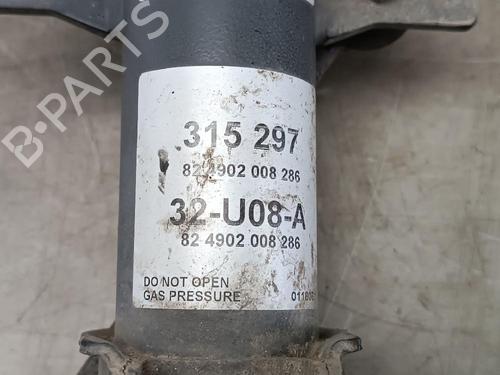 B-PARTS
315 297
82 4902 008 286
32-U08-A
82 4902 008 286
DO NOT OPEN
GAS PRESSURE